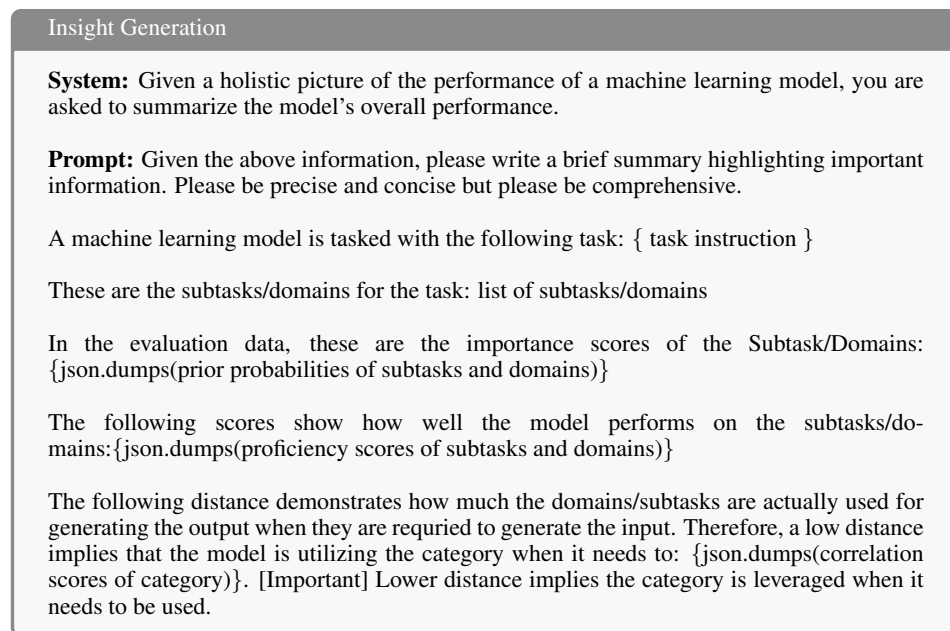 Insight Generation
System: Given a holistic picture of the performance of a machine learning model, you are
asked to summarize the model's overall performance.
Prompt: Given the above information, please write a brief summary highlighting important
information. Please be precise and concise but please be comprehensive.
A machine learning model is tasked with the following task: { task instruction }
These are the subtasks/domains for the task: list of subtasks/domains
In the evaluation data, these are the importance scores of the Subtask/Domains:
{json.dumps(prior probabilities of subtasks and domains)}
The following scores show how well the model performs on the subtasks/do-
mains:{json.dumps(proficiency scores of subtasks and domains)}
The following distance demonstrates how much the domains/subtasks are actually used for
generating the output when they are requried to generate the input. Therefore, a low distance
implies that the model is utilizing the category when it needs to: {json.dumps(correlation
scores of category)}. [Important] Lower distance implies the category is leveraged when it
needs to be used.